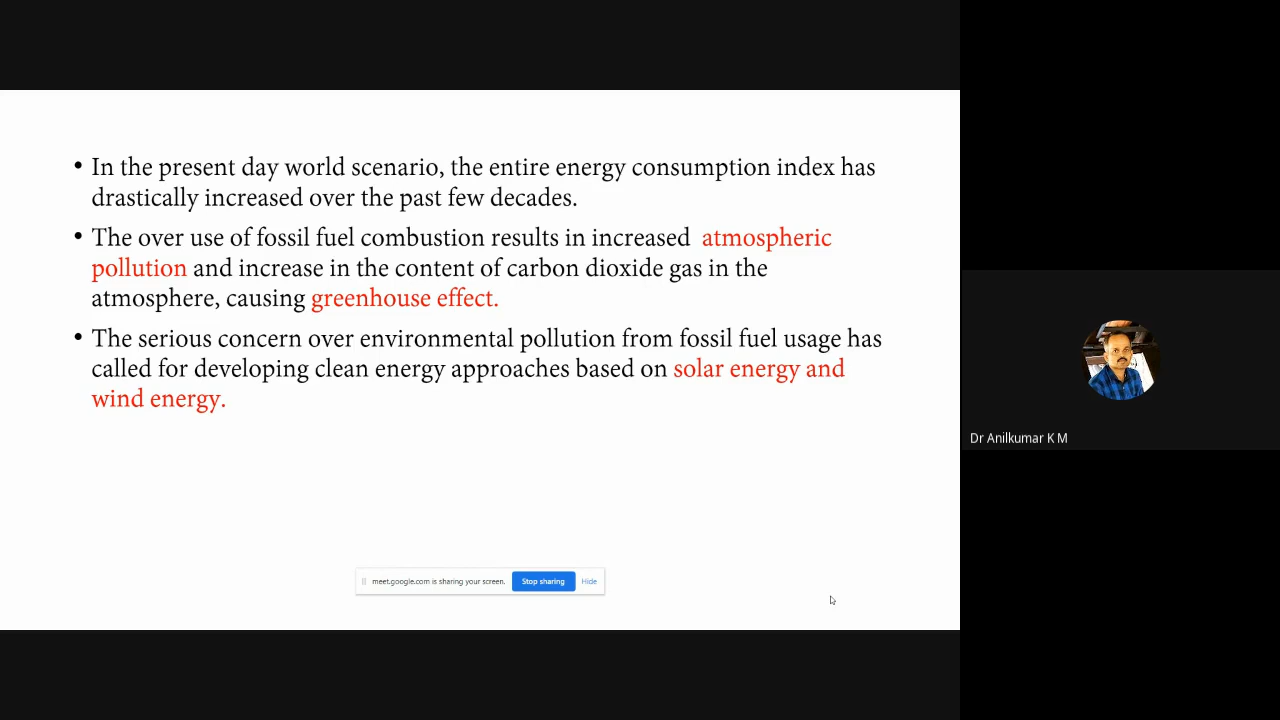 • In the present day world scenario, the entire energy consumption index has
drastically increased over the past few decades.
• The over use of fossil fuel combustion results in increased atmospheric
pollution and increase in the content of carbon dioxide gas in the
atmosphere, causing greenhouse effect.
• The serious concern over environmental pollution from fossil fuel usage has
called for developing clean energy approaches based on solar energy and
wind energy.
meet.google.com is sharing your screen. Stop sharing Hide
Dr Anilkumar K M